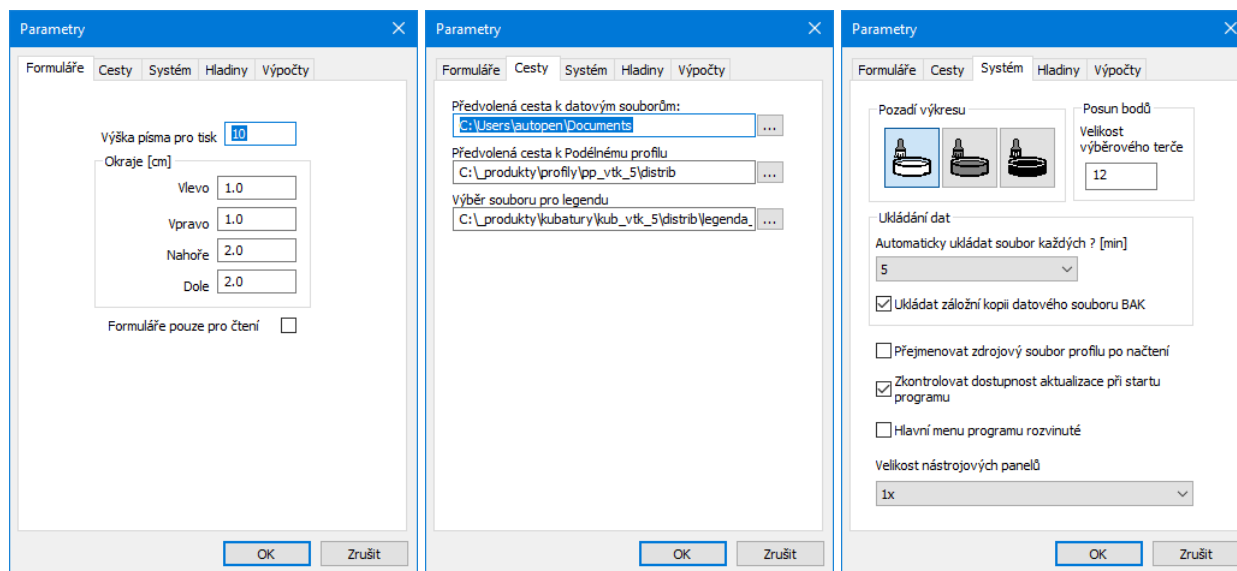 Parametry
Formuláře Cesty Systém Hladiny Výpočty
Výška písma pro tisk 10
Okraje [cm]
Vlevo 1.0
Vpravo 1.0
Nahoře 2.0
Dole 2.0
Formuláře pouze pro čtení
OK Zrušit
Parametry
Formuláře Cesty Systém Hladiny Výpočty
Předvolená cesta k datovým souborům:
C:\Users\autopen\Documents ...
Předvolená cesta k Podélnému profilu
C:\_produkty\profily\pp_vtk_5\distrib ...
Výběr souboru pro legendu
C:\_produkty\kubatury\kub_vtk_5\distrib\legenda_ ...
OK Zrušit
Parametry
Formuláře Cesty Systém Hladiny Výpočty
Pozadí výkresu
Posun bodů
Velikost
výběrového terče
12
Ukládání dat
Automaticky ukládat soubor každých ? [min]
5
Ukládat záložní kopii datového souboru BAK
Přejmenovat zdrojový soubor profilu po načtení
Zkontrolovat dostupnost aktualizace při startu
programu
Hlavní menu programu rozvinuté
Velikost nástrojových panelů
1x
OK Zrušit